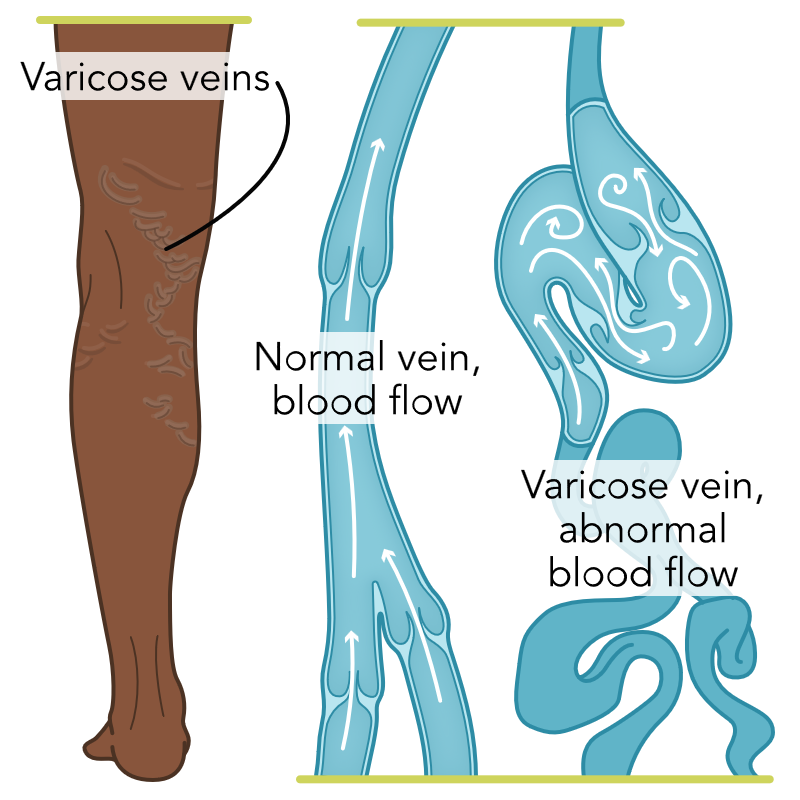 Varicose veins
Normal vein,
blood flow
Varicose vein,
abnormal
blood flow